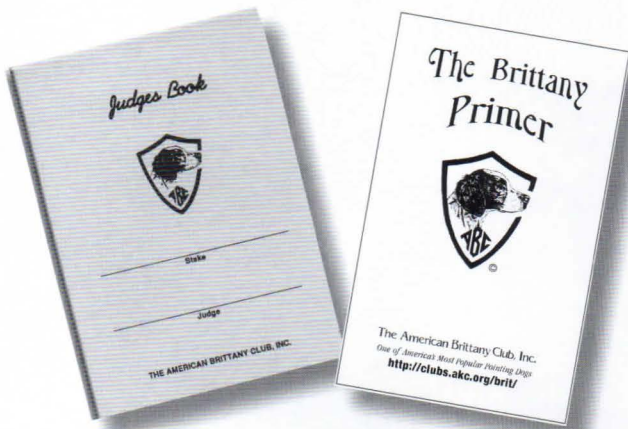 Judges Book
ABC
Stake
Judge
THE AMERICAN BRITTANY CLUB, INC.
The Brittany
Primer
ABC
©
The American Brittany Club, Inc.
One of America's Most Popular Pointing Dogs
http://clubs.akc.org/brit/